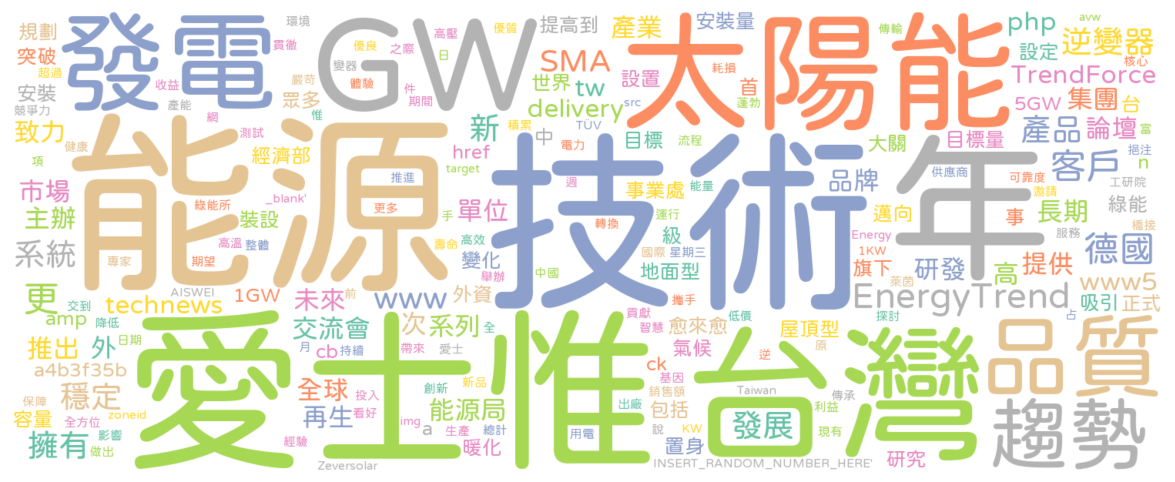 環境
優質
avw
規劃
發電
GW
優良
之際
高壓
提高到
產業
安裝量
太陽能
傳輸
php
逆變器
突破
貫徹
變器
日
SMA
耗損
設定
核心
超過
收益
嚴苛
體驗
件
世界
tw
設置
首
TrendForce
安裝
產能
眾多
期間
delivery
src
蓬勃
5GW
集團
台
競爭力
網
惟
積索
TÜV
致力
測試
新
中
電力
目標
流程
大關
目標量
產品
論壇
富
項
健康
能源
經濟部
href
target
技術
年
客戶
挹注
n
市場
_blank'
推進
週
事業處
能量
品牌
供應商
可靠度
工研院
綠能所
更多
單位
手
轉換
邀請
綠能
主辦
裝設
級
運行
邁向
事
長期
橋接
系統
高溫
整體
壽命
高效
國際
星期三
Energy
服務
德國
專家
期望
變化
舉辦
中國
地面型
1KW
旗下
研發
高
提供
萊茵
www5
更
交到
AISWEI
1GW
未來
前
www
外資
攜手
EnergyTrend
吸引
正式
technews
amp
降低
愛士惟
交流會
次
系列
全
貢獻
智慧
低價
台灣
探討
占
推出
外
日期
月
cb
持續
帶來
愛士
愈來愈
氣候
屋頂型
逆
原
品質
a4b3f35b
ck
基因
保障
穩定
全球
投入
創新
新品
出廠
銷售額
Taiwan
傳承
趨勢
容量
全方位
zoneid
再生
看好
img
能源局
包括
利益
發展
擁有
影響
做出
經驗
暖化
a
生產
總計
用電
說
KW
置身
現有
Zeversolar
INSERT_RANDOM_NUMBER_HERE'
研究